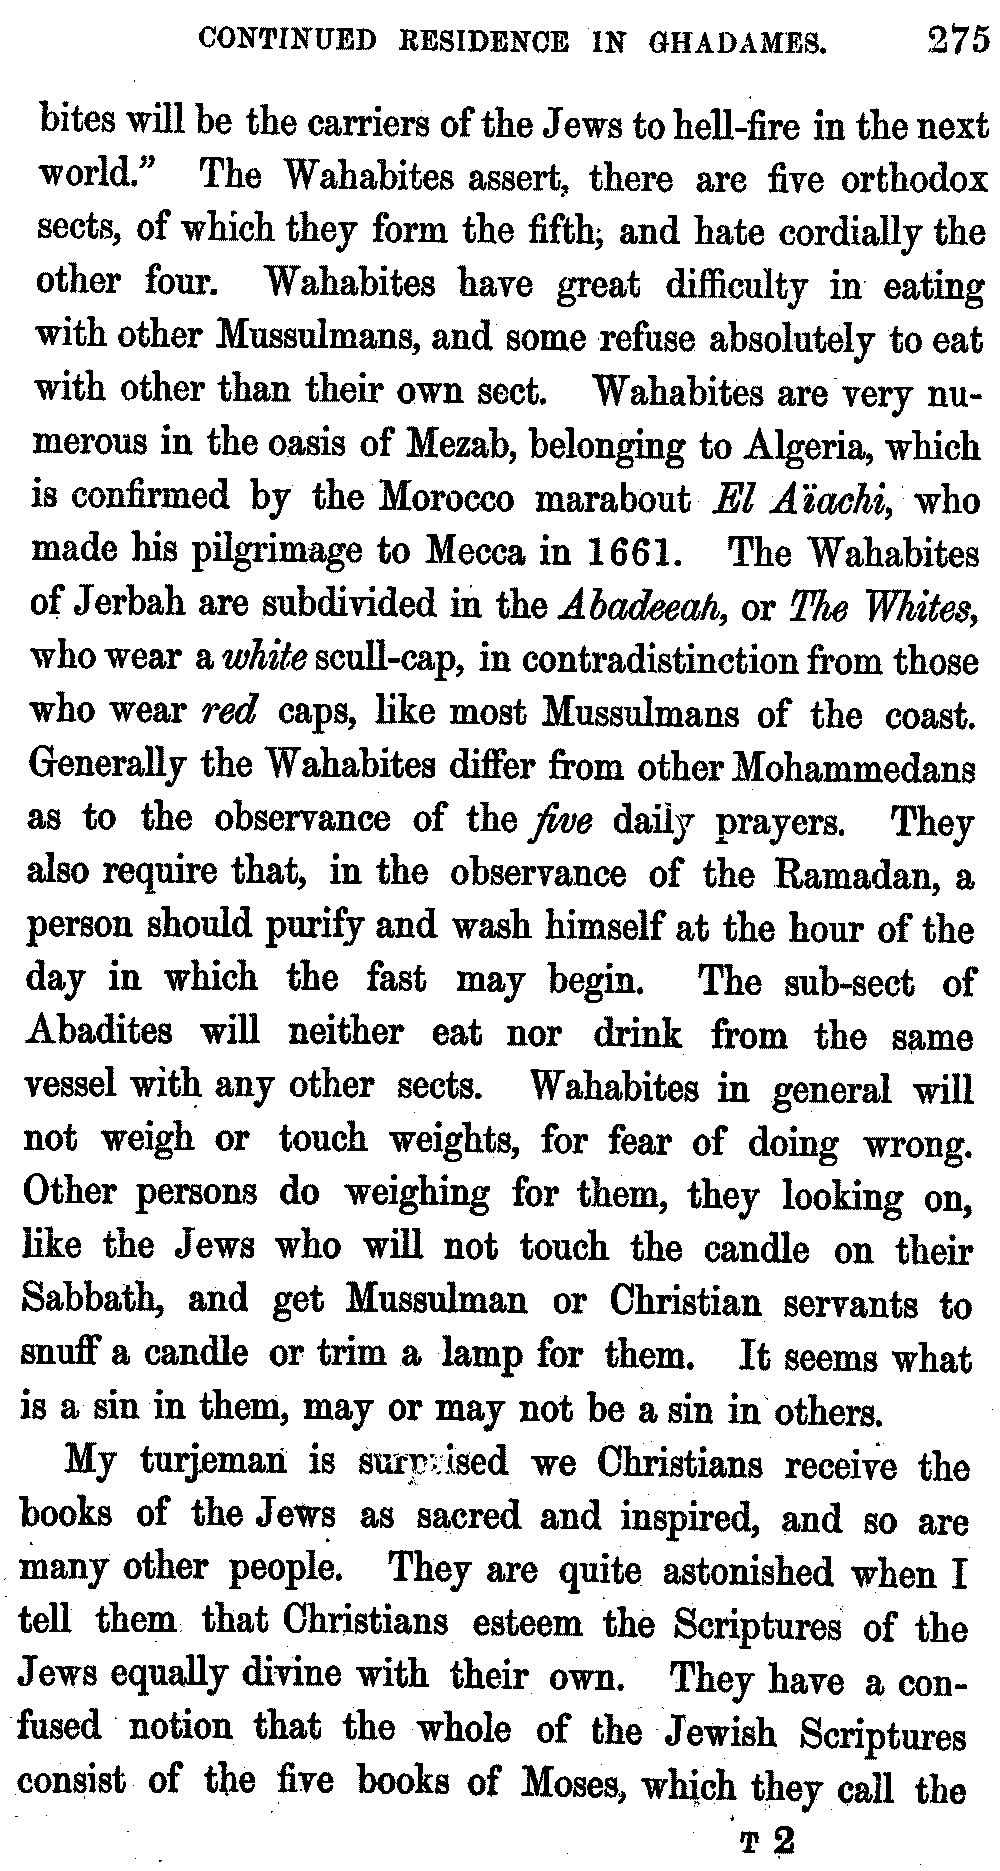 CONTINUED RESIDENCE IN GHADAMES. 275
bites will be the carriers of the Jews to hell-fire in the next
world." The Wahabites assert, there are five orthodox
sects, of which they form the fifth, and hate cordially the
other four. Wahabites have great difficulty in eating
with other Mussulmans, and some refuse absolutely to eat
with other than their own sect. Wahabites are very nu-
merous in the oasis of Mezab, belonging to Algeria, which
is confirmed by the Morocco marabout El Aïachi, who
made his pilgrimage to Mecca in 1661. The Wahabites
of Jerbah are subdivided in the Abadeeah, or The Whites,
who wear a white scull-cap, in contradistinction from those
who wear red caps, like most Mussulmans of the coast.
Generally the Wahabites differ from other Mohammedans
as to the observance of the five daily prayers. They
also require that, in the observance of the Ramadan, a
person should purify and wash himself at the hour of the
day in which the fast may begin. The sub-sect of
Abadites will neither eat nor drink from the same
vessel with any other sects. Wahabites in general will
not weigh or touch weights, for fear of doing wrong.
Other persons do weighing for them, they looking on,
like the Jews who will not touch the candle on their
Sabbath, and get Mussulman or Christian servants to
snuff a candle or trim a lamp for them. It seems what
is a sin in them, may or may not be a sin in others.
My turjeman is surprised we Christians receive the
books of the Jews as sacred and inspired, and so are
many other people. They are quite astonished when I
tell them that Christians esteem the Scriptures of the
Jews equally divine with their own. They have a con-
fused notion that the whole of the Jewish Scriptures
consist of the five books of Moses, which they call the
T 2